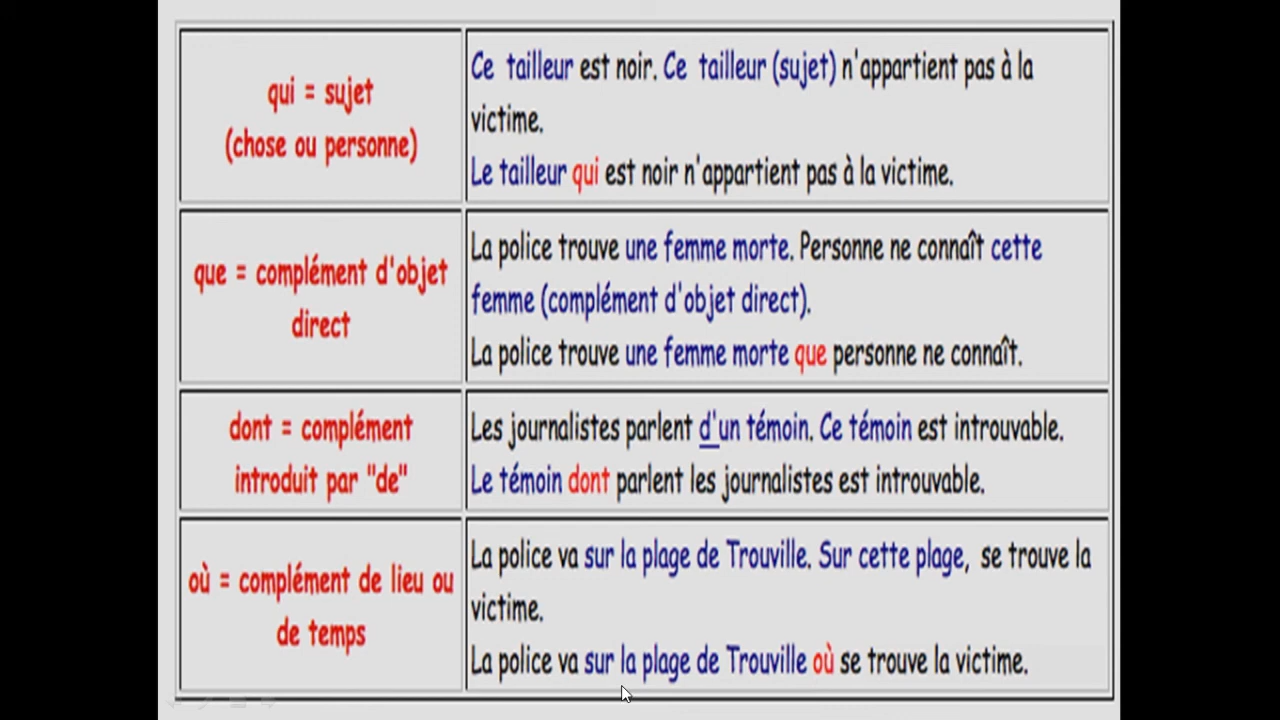 qui = sujet
(chose ou personne)
Ce tailleur est noir. Ce tailleur (sujet) n'appartient pas à la
victime.
Le tailleur qui est noir n'appartient pas à la victime.
que = complément d'objet
direct
La police trouve une femme morte. Personne ne connaît cette
femme (complément d'objet direct).
La police trouve une femme morte que personne ne connaît.
dont = complément
introduit par "de"
Les journalistes parlent d'un témoin. Ce témoin est introuvable.
Le témoin dont parlent les journalistes est introuvable.
où = complément de lieu ou
de temps
La police va sur la plage de Trouville. Sur cette plage, se trouve la
victime.
La police va sur la plage de Trouville où se trouve la victime.